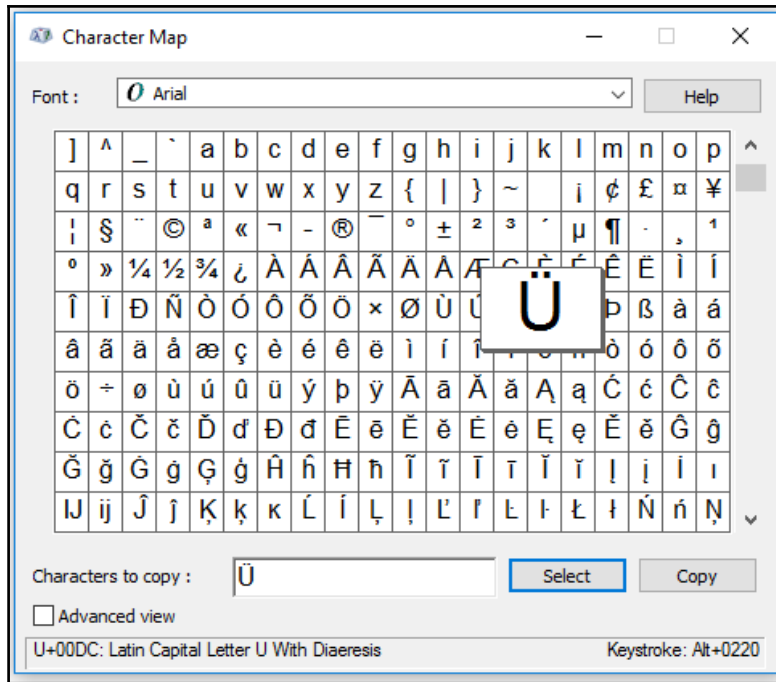 Character Map
Font :
O Arial
Help
] ^ _ ` a b c d e f g h i j k l m n o p
q r s t u v w x y z { | } ~ ¡ ¢ £ ¤ ¥
¦ § ¨ © ª « ¬ - ® ¯ ° ± ² ³ ´ µ ¶ · ¸ ¹
º » ¼ ½ ¾ ¿ À Á Â Ã Ä Å Æ Ç È É Ê Ë Ì Í
Î Ï Ð Ñ Ò Ó Ô Õ Ö × Ø Ù Ú Ü Þ ß à á
â ã ä å æ ç è é ê ë ì í î ò ó ô õ
ö ÷ ø ù ú û ü ý þ ÿ Ā ā Ă ă Ą ą Ć ć Ĉ ĉ
Ċ ċ Č č Ď ď Đ đ Ē ē Ĕ ĕ Ė ė Ę ę Ě ě Ĝ ĝ
Ğ ğ Ġ ġ Ģ ģ Ĥ ĥ Ħ ħ Ĩ ĩ Ī ī Ĭ ĭ Į į İ ı
Ĳ ĳ Ĵ ĵ Ķ ķ ĸ Ĺ ĺ Ļ ļ Ľ ľ Ŀ ŀ Ł ł Ń ń Ņ
Characters to copy :
Ü
Select
Copy
Advanced view
U+00DC: Latin Capital Letter U With Diaeresis
Keystroke: Alt+0220